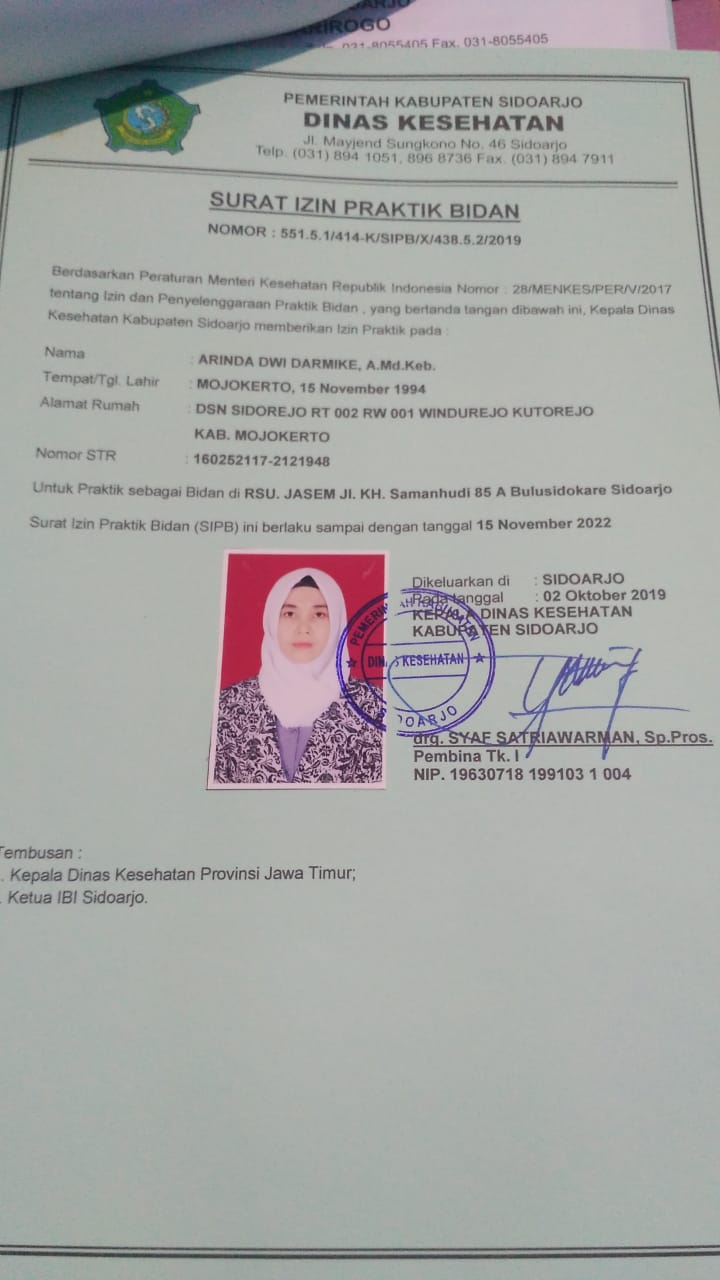 RIROGO
031-8055405 Fax. 031-8055405
PEMERINTAH KABUPATEN SIDOARJO
DINAS KESEHATAN
Jl. Mayjend Sungkono No. 46 Sidoarjo
Telp. (031) 894 1051, 896 8736 Fax. (031) 894 7911
SURAT IZIN PRAKTIK BIDAN
NOMOR : 551.5.1/414-K/SIPB/X/438.5.2/2019
Berdasarkan Peraturan Menteri Kesehatan Republik Indonesia Nomor : 28/MENKES/PER/V/2017
tentang Izin dan Penyelenggaraan Praktik Bidan , yang bertanda tangan dibawah ini, Kepala Dinas
Kesehatan Kabupaten Sidoarjo memberikan Izin Praktik pada :
Nama : ARINDA DWI DARMIKE, A.Md.Keb.
Tempat/Tgl. Lahir : MOJOKERTO, 15 November 1994
Alamat Rumah : DSN SIDOREJO RT 002 RW 001 WINDUREJO KUTOREJO
KAB. MOJOKERTO
Nomor STR : 160252117-2121948
Untuk Praktik sebagai Bidan di RSU. JASEM Jl. KH. Samanhudi 85 A Bulusidokare Sidoarjo
Surat Izin Praktik Bidan (SIPB) ini berlaku sampai dengan tanggal 15 November 2022
Dikeluarkan di : SIDOARJO
Pada tanggal : 02 Oktober 2019
KEPALA DINAS KESEHATAN
KABUPATEN SIDOARJO
PEMERINTAH KABUPATEN
DINAS KESEHATAN
SIDOARJO
drg. SYAF SATRIAWARMAN, Sp.Pros.
Pembina Tk. I
NIP. 19630718 199103 1 004
Tembusan :
. Kepala Dinas Kesehatan Provinsi Jawa Timur;
. Ketua IBI Sidoarjo.